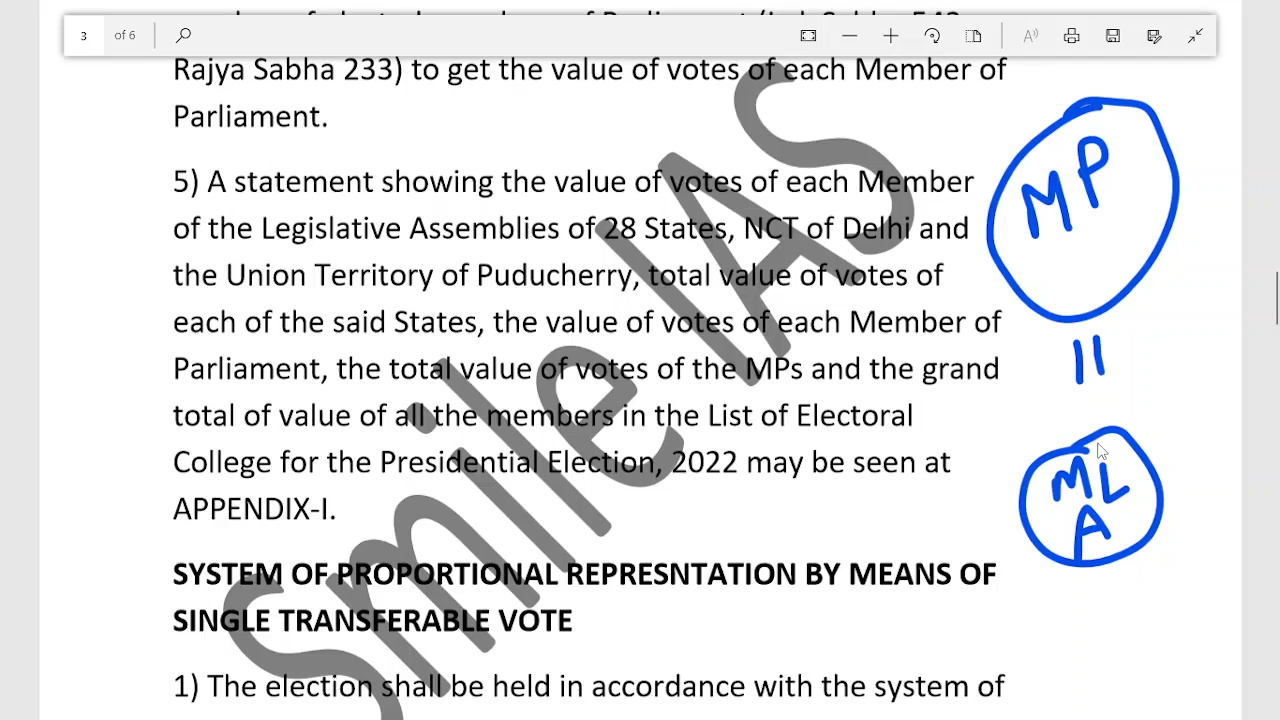 3 of 6
Rajya Sabha 233) to get the value of votes of each Member of
Parliament.
5) A statement showing the value of votes of each Member
of the Legislative Assemblies of 28 States, NCT of Delhi and
the Union Territory of Puducherry, total value of votes of
each of the said States, the value of votes of each Member of
Parliament, the total value of votes of the MPs and the grand
total of value of all the members in the List of Electoral
College for the Presidential Election, 2022 may be seen at
APPENDIX-I.
SYSTEM OF PROPORTIONAL REPRESNTATION BY MEANS OF
SINGLE TRANSFERABLE VOTE
1) The election shall be held in accordance with the system of
Smile IAS
MP
=
ML
A